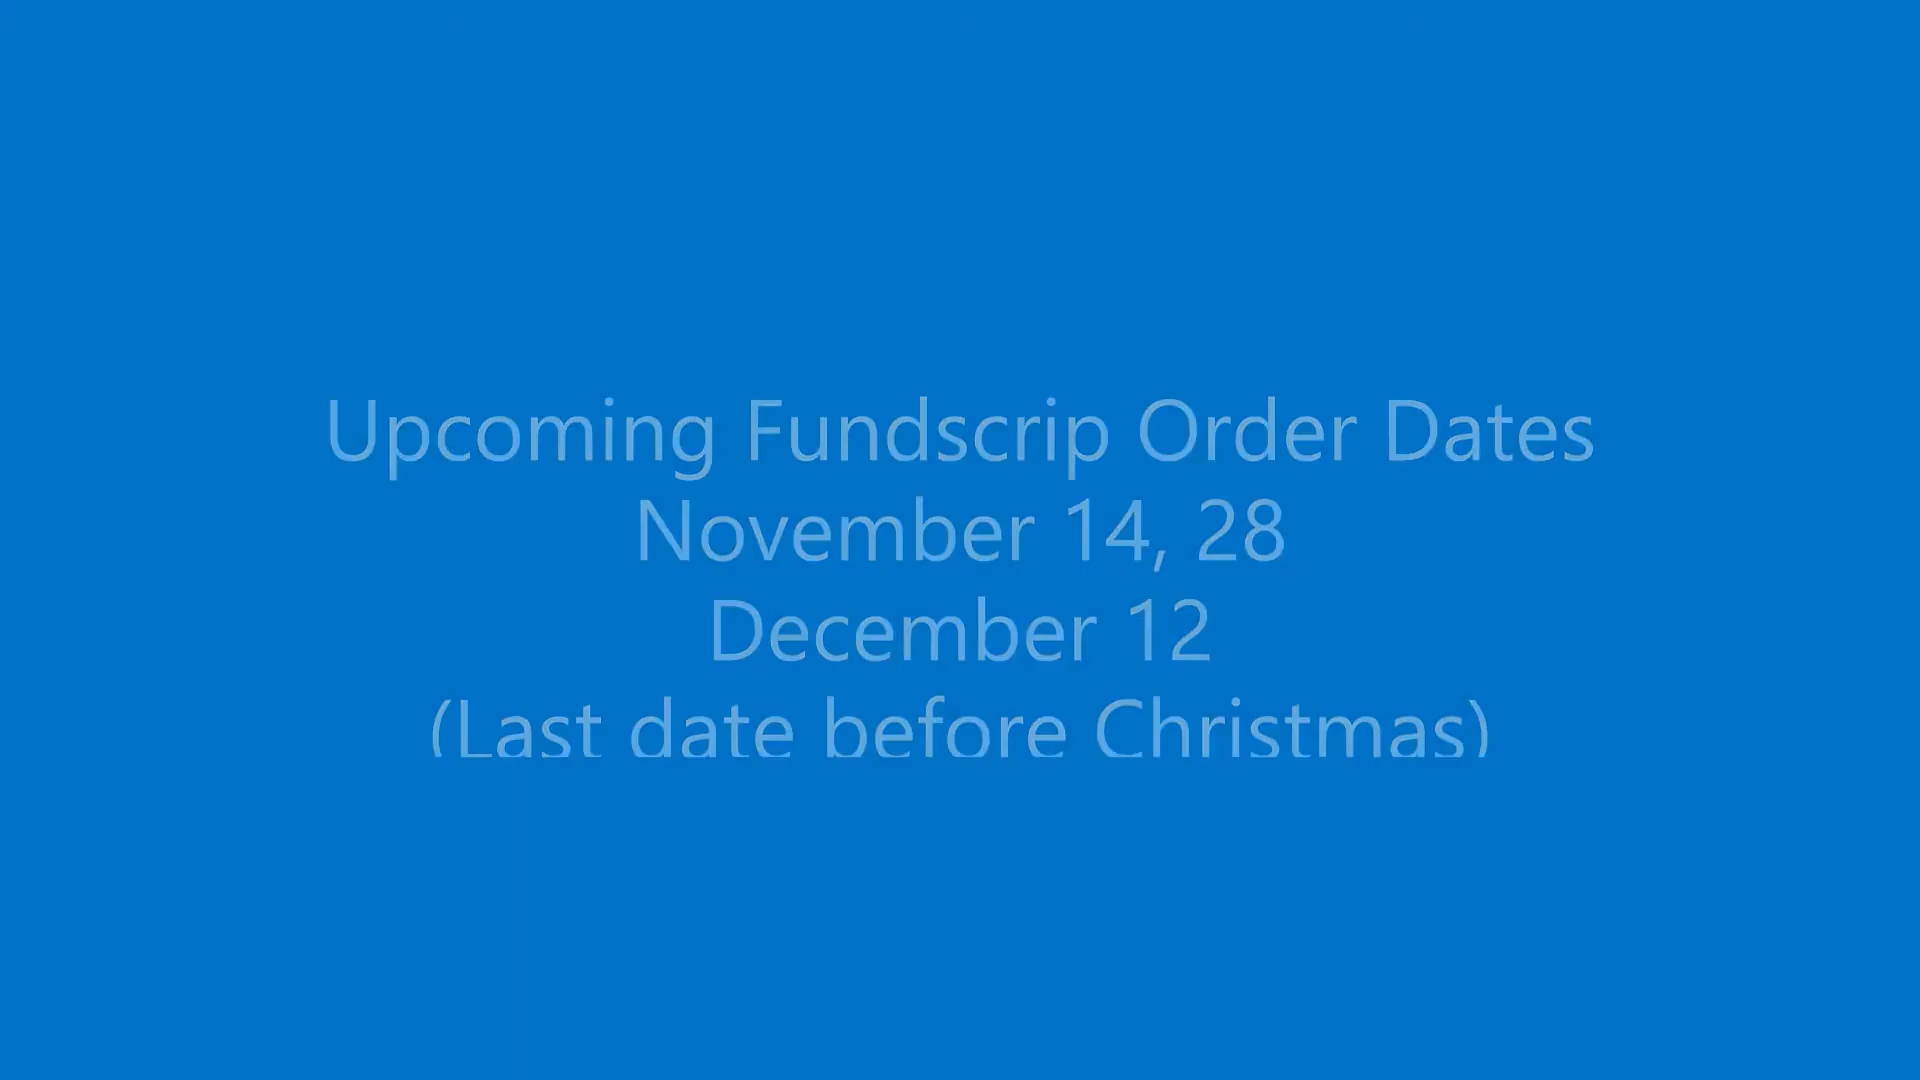 Upcoming Fundscrip Order Dates
November 14, 28
December 12
(Last date before Christmas)